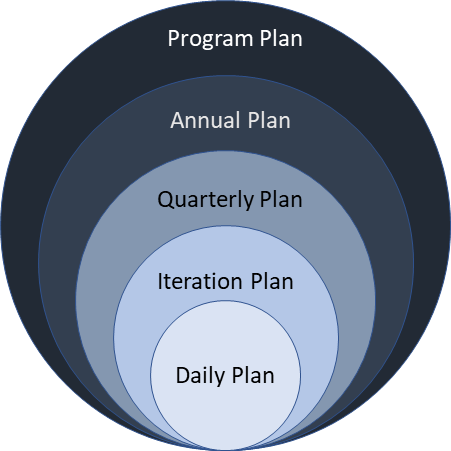 Program Plan
Annual Plan
Quarterly Plan
Iteration Plan
Daily Plan